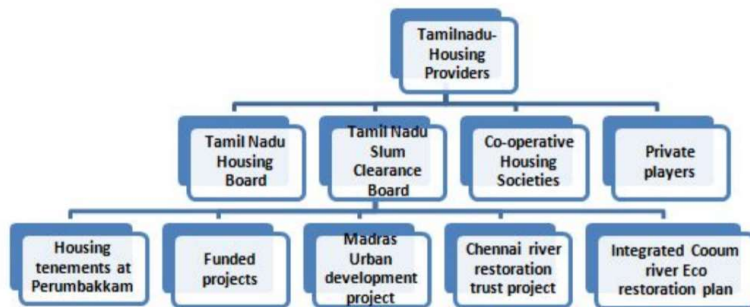 Tamilnadu-
Housing
Providers
Tamil Nadu
Housing
Board
Tamil Nadu
Slum
Clearance
Board
Co-operative
Housing
Societies
Private
players
Housing
tenements at
Perumbakkam
Funded
projects
Madras
Urban
development
project
Chennai river
restoration
trust project
Integrated Cooum
river Eco
restoration plan